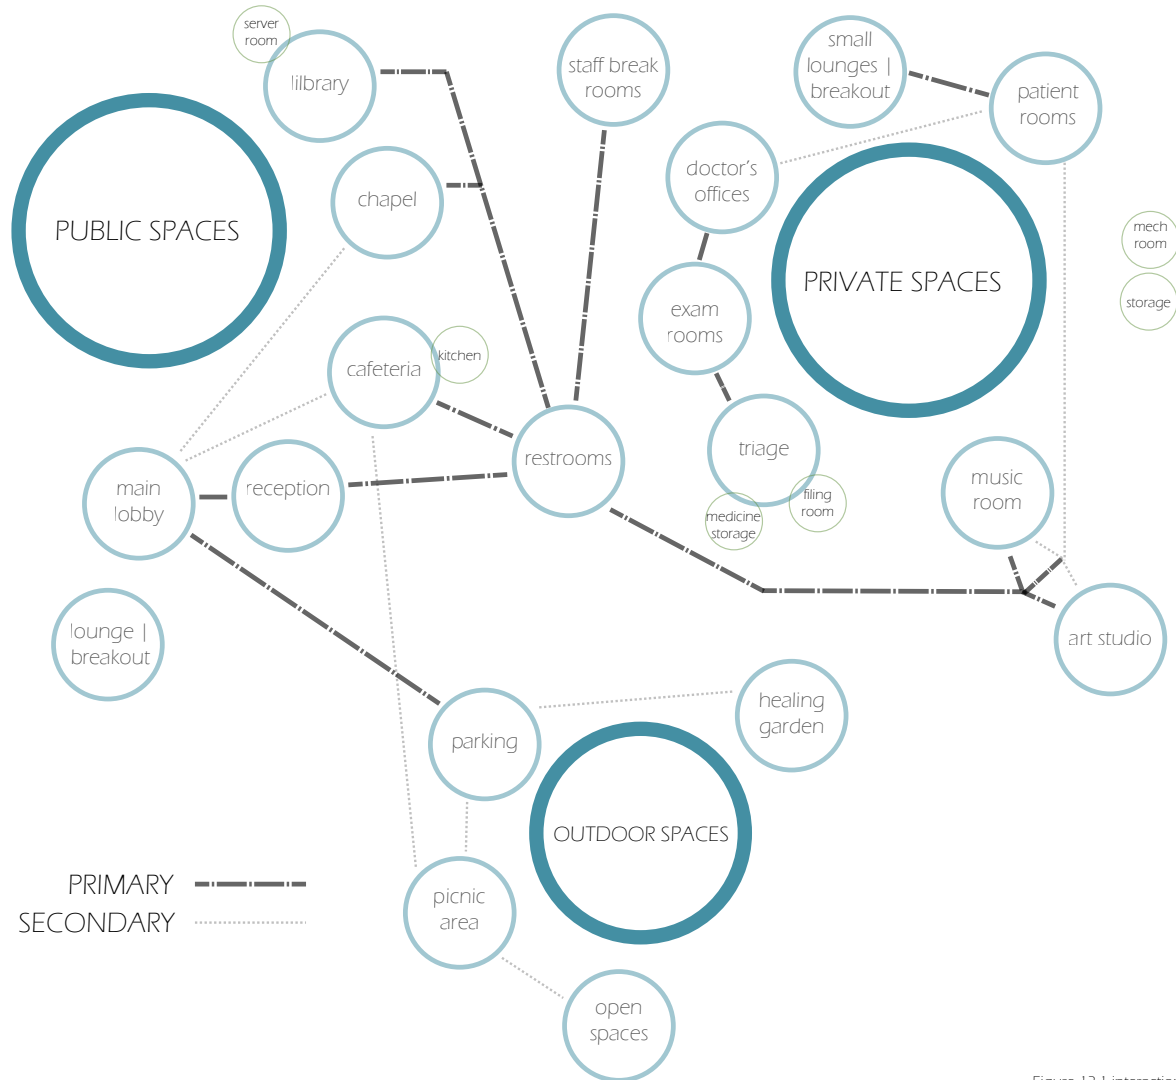 server
room
lilbrary
staff break
rooms
small
lounges |
breakout
patient
rooms
doctor's
offices
chapel
PUBLIC SPACES
mech
room
PRIVATE SPACES
storage
exam
rooms
cafeteria
kitchen
restrooms
triage
main
lobby
reception
music
room
filing
room
medicine
storage
lounge |
breakout
art studio
healing
garden
parking
OUTDOOR SPACES
PRIMARY
SECONDARY
picnic
area
open
spaces